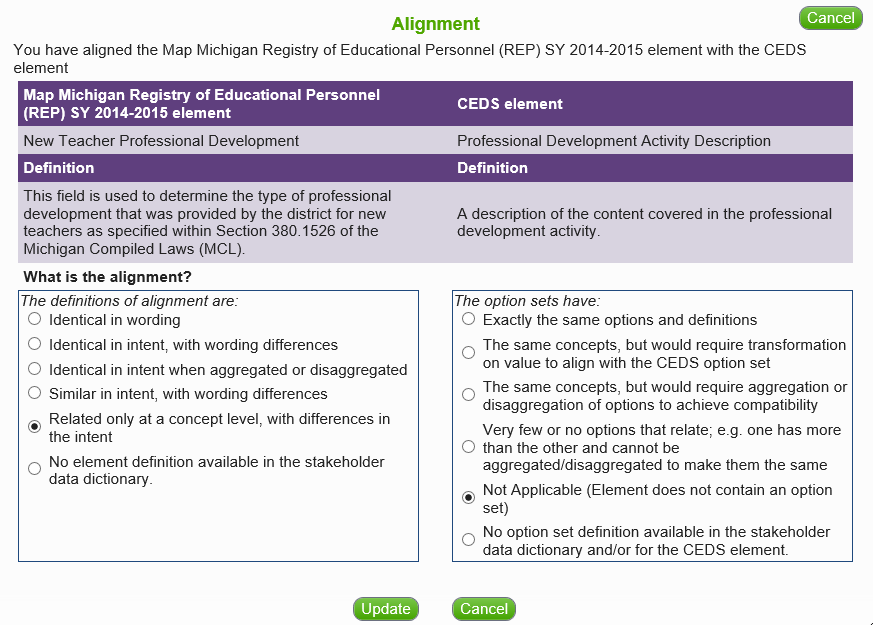 Alignment
Cancel
You have aligned the Map Michigan Registry of Educational Personnel (REP) SY 2014-2015 element with the CEDS
element
Map Michigan Registry of Educational Personnel
(REP) SY 2014-2015 element
CEDS element
New Teacher Professional Development
Professional Development Activity Description
Definition
Definition
This field is used to determine the type of professional
development that was provided by the district for new
teachers as specified within Section 380.1526 of the
Michigan Compiled Laws (MCL).
A description of the content covered in the professional
development activity.
What is the alignment?
The definitions of alignment are:
Identical in wording
Identical in intent, with wording differences
Identical in intent when aggregated or disaggregated
Similar in intent, with wording differences
Related only at a concept level, with differences in
the intent
No element definition available in the stakeholder
data dictionary.
The option sets have:
Exactly the same options and definitions
The same concepts, but would require transformation
on value to align with the CEDS option set
The same concepts, but would require aggregation or
disaggregation of options to achieve compatibility
Very few or no options that relate; e.g. one has more
than the other and cannot be
aggregated/disaggregated to make them the same
Not Applicable (Element does not contain an option
set)
No option set definition available in the stakeholder
data dictionary and/or for the CEDS element.
Update
Cancel